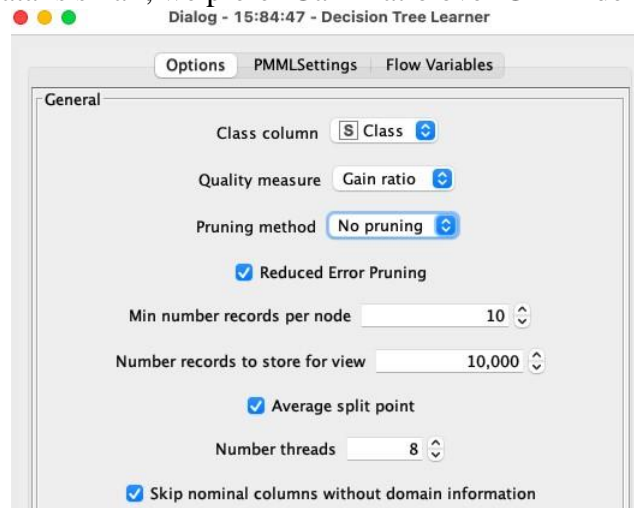 Dialog - 15:84:47 - Decision Tree Learner
Options PMMLSettings Flow Variables
General
Class column S Class
Quality measure Gain ratio
Pruning method No pruning
Reduced Error Pruning
Min number records per node 10
Number records to store for view 10,000
Average split point
Number threads 8
Skip nominal columns without domain information